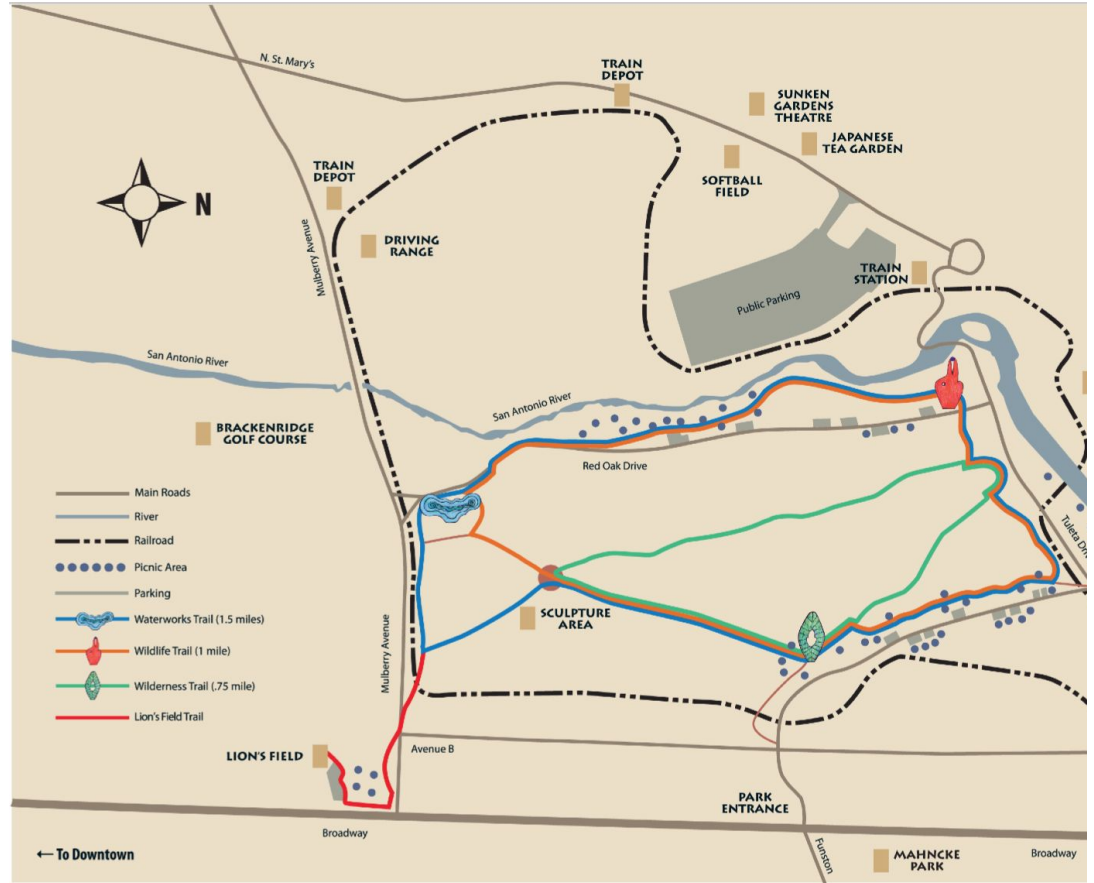 N. St. Mary's
TRAIN
DEPOT
SUNKEN
GARDENS
THEATRE
JAPANESE
TEA GARDEN
SOFTBALL
FIELD
TRAIN
DEPOT
N
DRIVING
RANGE
Mulberry Avenue
TRAIN
STATION
Public Parking
San Antonio River
San Antonio River
BRACKENRIDGE
GOLF COURSE
Red Oak Drive
Main Roads
River
Railroad
Picnic Area
Parking
Waterworks Trail (1.5 miles)
Wildlife Trail (1 mile)
Wilderness Trail (.75 mile)
Lion's Field Trail
Tuleta Dri
SCULPTURE
AREA
Mulberry Avenue
LION'S FIELD
Avenue B
PARK
ENTRANCE
Broadway
Funston
← To Downtown
MAHNCKE
PARK
Broadway